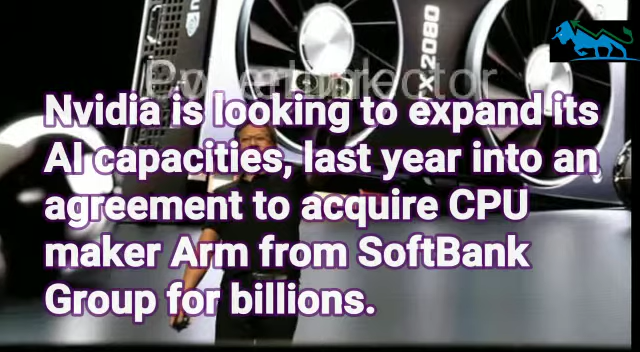 Nvidia is looking to expand its
AI capacities, last year into an
agreement to acquire CPU
maker Arm from SoftBank
Group for billions.